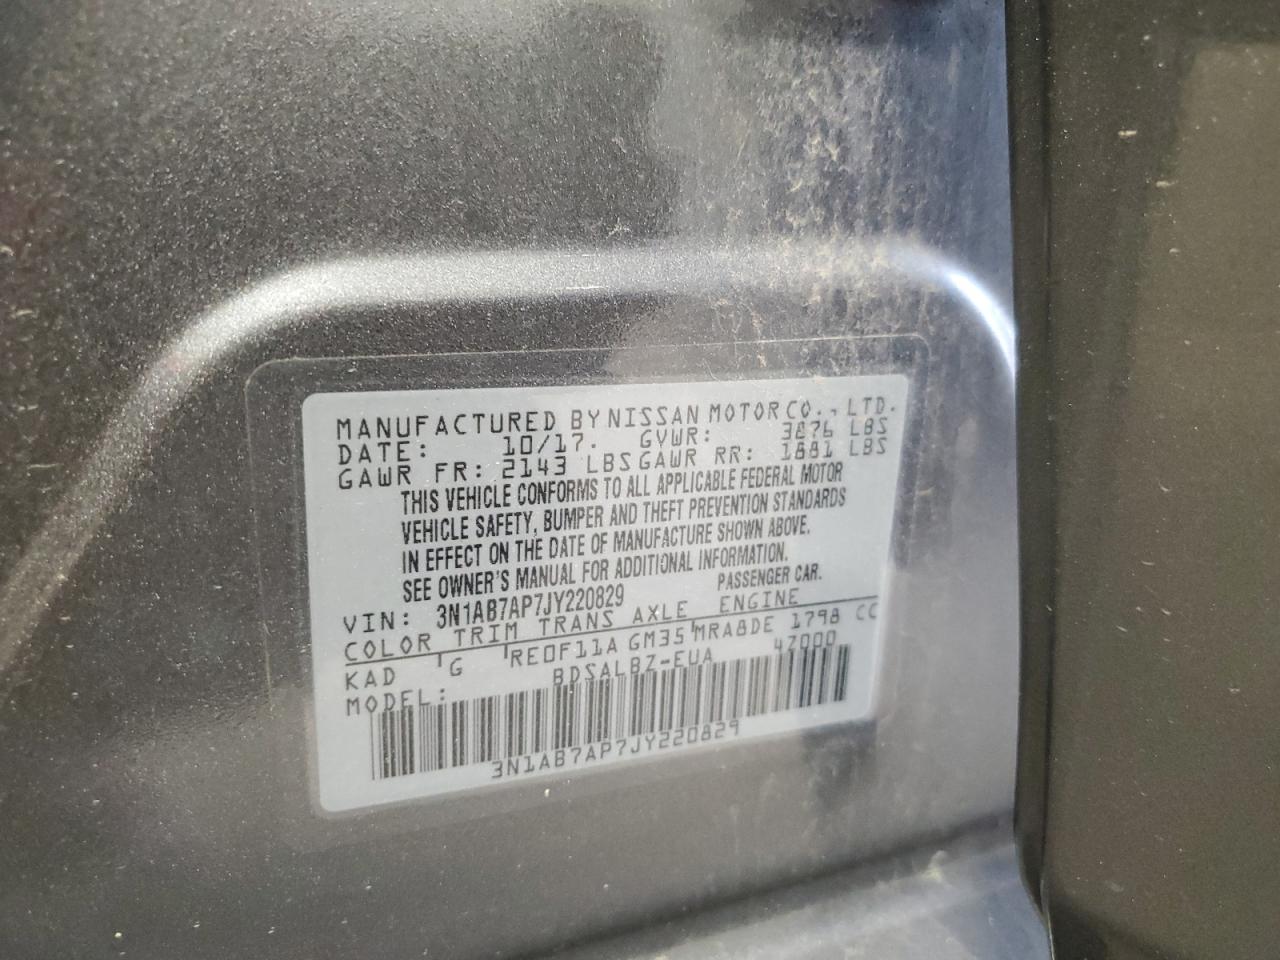 MANUFACTURED BY NISSAN MOTOR CO., LTD.
DATE: 10/17. GVWR: 3876 LBS
GAWR FR: 2143 LBS GAWR RR: 1881 LBS
THIS VEHICLE CONFORMS TO ALL APPLICABLE FEDERAL MOTOR
VEHICLE SAFETY, BUMPER AND THEFT PREVENTION STANDARDS
IN EFFECT ON THE DATE OF MANUFACTURE SHOWN ABOVE.
SEE OWNER'S MANUAL FOR ADDITIONAL INFORMATION.
VIN: 3N1AB7AP7JY220829 PASSENGER CAR.
COLOR TRIM TRANS AXLE ENGINE
KAD G RE0F11A GM35 MRA8DE 1798 CC
MODEL: BDSALBZ-EUA 47000
3N1AB7AP7JY220829